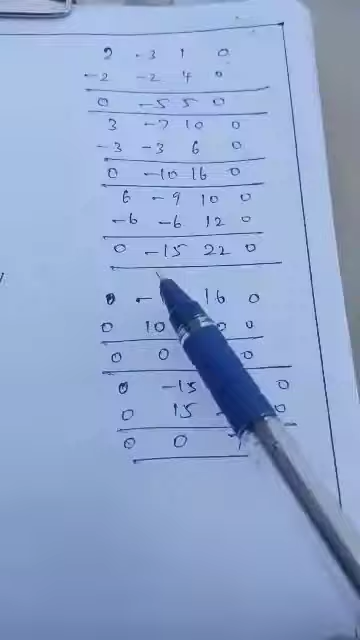 2 -3 1 0
-2 -2 4 0
0 -5 5 0
3 -7 10 0
-3 -3 6 0
0 -10 16 0
6 -9 10 0
-6 -6 12 0
0 -15 22 0
0 - 16 0
0 10 0
0 0 0
0 -15 0
0 15 0
0 0